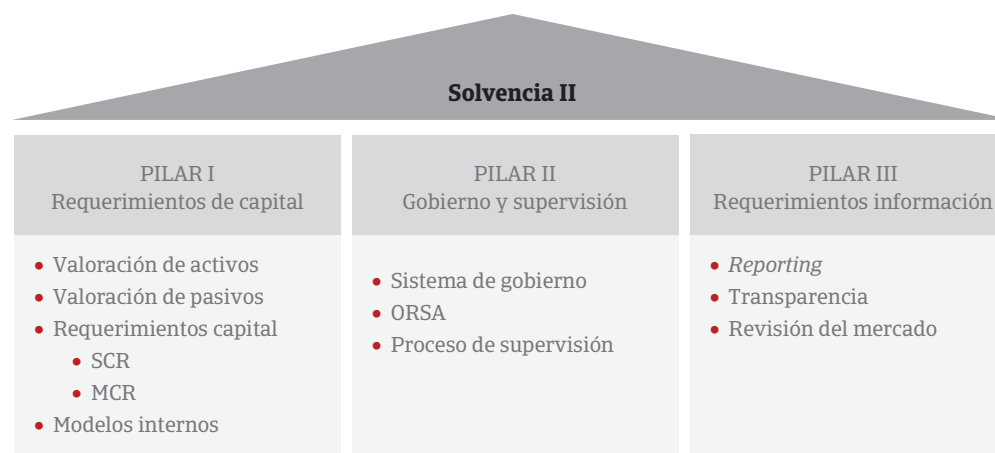 Solvencia II
PILAR I
Requerimientos de capital
• Valoración de activos
• Valoración de pasivos
• Requerimientos capital
• SCR
• MCR
• Modelos internos
PILAR II
Gobierno y supervisión
• Sistema de gobierno
• ORSA
• Proceso de supervisión
PILAR III
Requerimientos información
• Reporting
• Transparencia
• Revisión del mercado